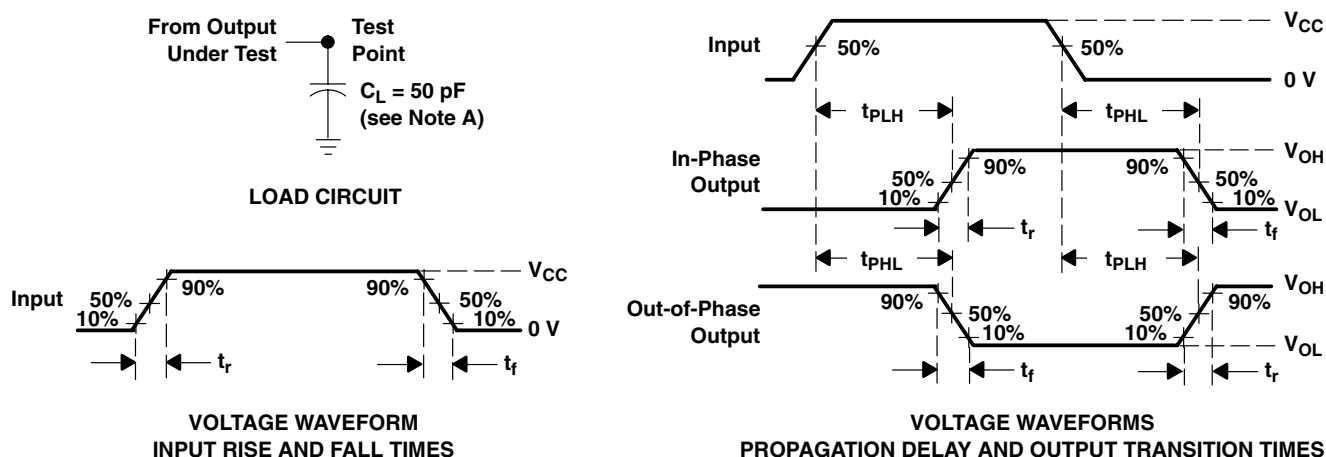 From Output
Under Test
Test
Point
C_L = 50 pF
(see Note A)
LOAD CIRCUIT
Input
50%
10%
90%
90%
50%
10%
V_CC
0 V
t_r
t_f
VOLTAGE WAVEFORM
INPUT RISE AND FALL TIMES
Input
50%
50%
V_CC
0 V
t_PLH
t_PHL
In-Phase
Output
50%
10%
90%
90%
50%
10%
V_OH
V_OL
t_r
t_f
t_PHL
t_PLH
Out-of-Phase
Output
90%
50%
10%
50%
10%
90%
V_OH
V_OL
t_f
t_r
VOLTAGE WAVEFORMS
PROPAGATION DELAY AND OUTPUT TRANSITION TIMES